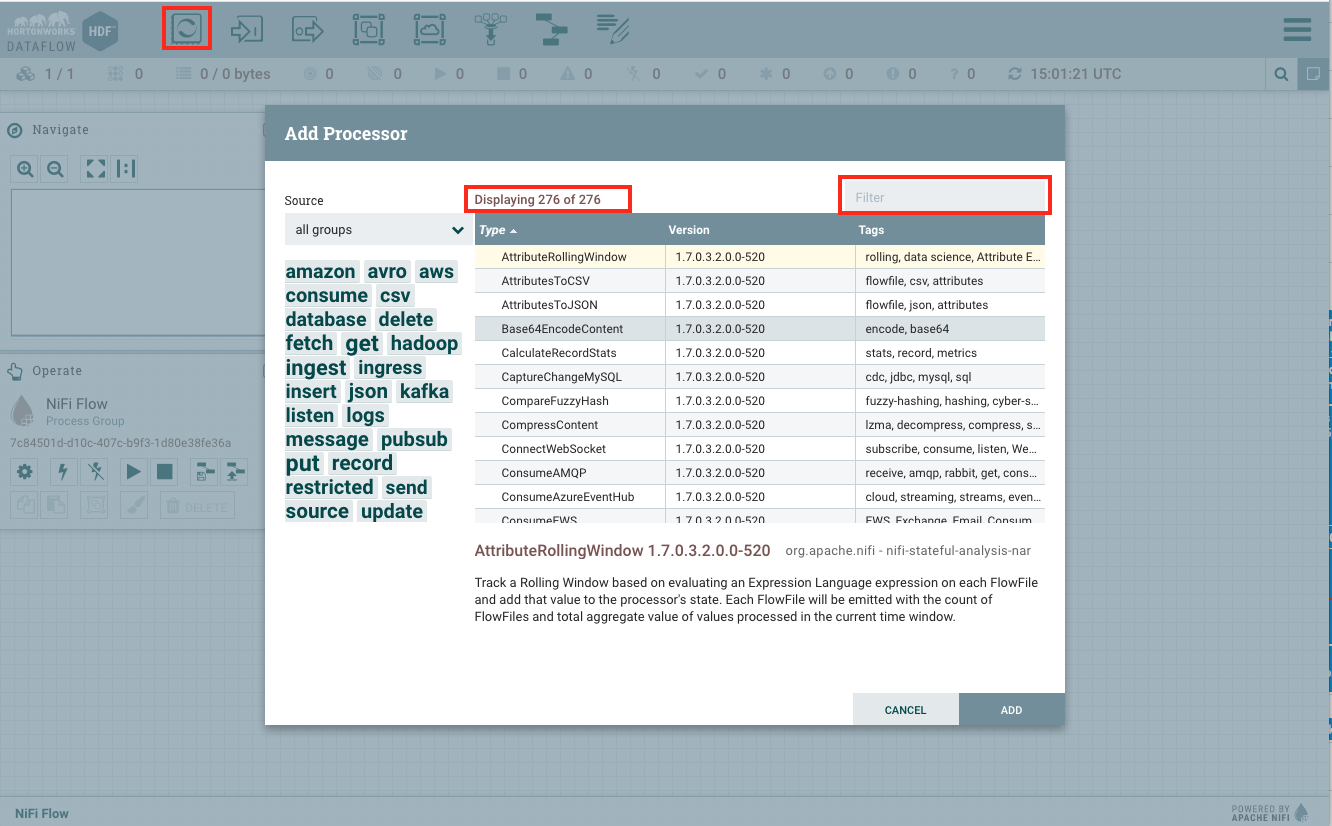 HORTONWORKS
DATAFLOW
HDF
1 / 1 0 0 / 0 bytes 0 0 0 0 0 0 0 0 0 0 0 15:01:21 UTC
Navigate
Operate
NiFi Flow
Process Group
7c84501d-d10c-407c-b9f3-1d80e38fe36a
DELETE
Add Processor
Source
Displaying 276 of 276
Filter
all groups
amazon avro aws
consume csv
database delete
fetch get hadoop
ingest ingress
insert json kafka
listen logs
message pubsub
put record
restricted send
source update
Type Version Tags
AttributeRollingWindow 1.7.0.3.2.0.0-520 rolling, data science, Attribute E...
AttributesToCSV 1.7.0.3.2.0.0-520 flowfile, csv, attributes
AttributesToJSON 1.7.0.3.2.0.0-520 flowfile, json, attributes
Base64EncodeContent 1.7.0.3.2.0.0-520 encode, base64
CalculateRecordStats 1.7.0.3.2.0.0-520 stats, record, metrics
CaptureChangeMySQL 1.7.0.3.2.0.0-520 cdc, jdbc, mysql, sql
CompareFuzzyHash 1.7.0.3.2.0.0-520 fuzzy-hashing, hashing, cyber-s...
CompressContent 1.7.0.3.2.0.0-520 lzma, decompress, compress, s...
ConnectWebSocket 1.7.0.3.2.0.0-520 subscribe, consume, listen, We...
ConsumeAMQP 1.7.0.3.2.0.0-520 receive, amqp, rabbit, get, cons...
ConsumeAzureEventHub 1.7.0.3.2.0.0-520 cloud, streaming, streams, even...
ConsumeEWS 1.7.0.3.2.0.0-520 EWS, Exchange, Email, Consum...
AttributeRollingWindow 1.7.0.3.2.0.0-520 org.apache.nifi - nifi-stateful-analysis-nar
Track a Rolling Window based on evaluating an Expression Language expression on each FlowFile
and add that value to the processor's state. Each FlowFile will be emitted with the count of
FlowFiles and total aggregate value of values processed in the current time window.
CANCEL ADD
NiFi Flow
POWERED BY
APACHE NIFI